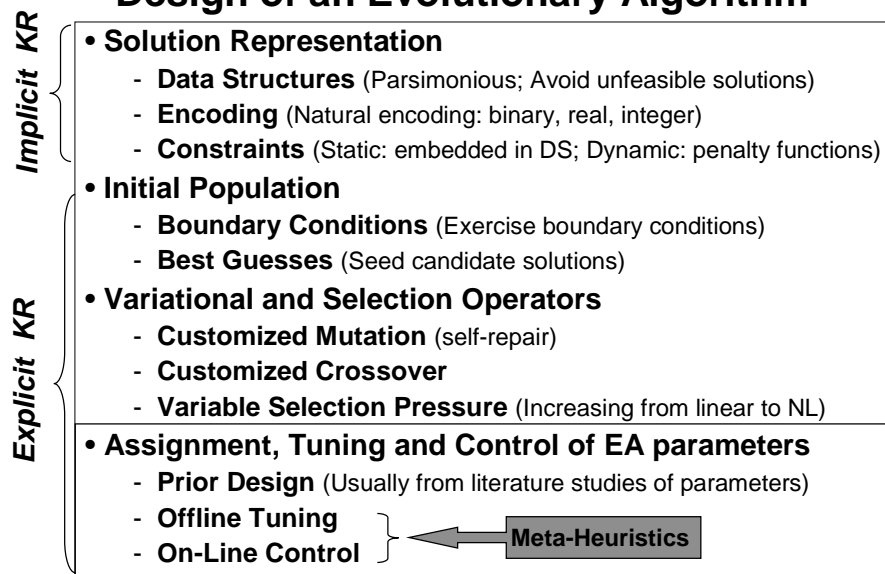 Design of an Evolutionary Algorithm
Implicit KR
• Solution Representation
- Data Structures (Parsimonious; Avoid unfeasible solutions)
- Encoding (Natural encoding: binary, real, integer)
- Constraints (Static: embedded in DS; Dynamic: penalty functions)
Explicit KR
• Initial Population
- Boundary Conditions (Exercise boundary conditions)
- Best Guesses (Seed candidate solutions)
• Variational and Selection Operators
- Customized Mutation (self-repair)
- Customized Crossover
- Variable Selection Pressure (Increasing from linear to NL)
• Assignment, Tuning and Control of EA parameters
- Prior Design (Usually from literature studies of parameters)
- Offline Tuning
- On-Line Control
Meta-Heuristics